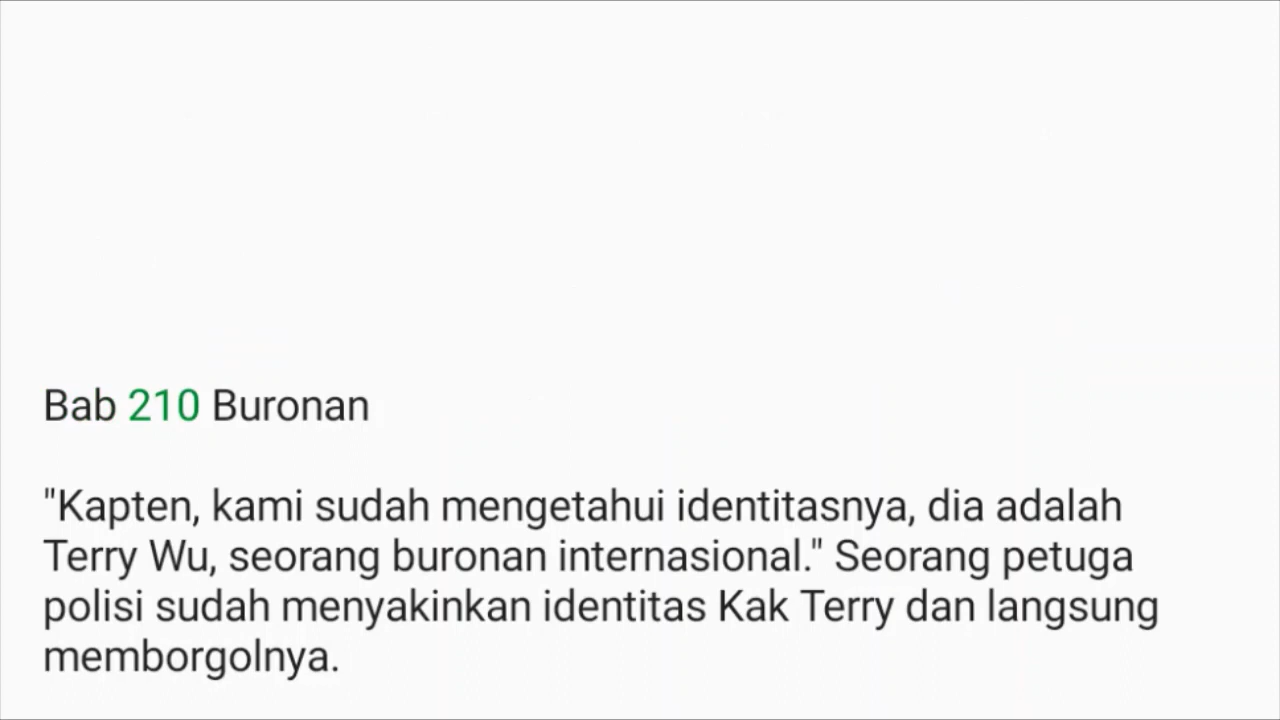 Bab 210 Buronan
"Kapten, kami sudah mengetahui identitasnya, dia adalah
Terry Wu, seorang buronan internasional." Seorang petuga
polisi sudah menyakinkan identitas Kak Terry dan langsung
memborgolnya.